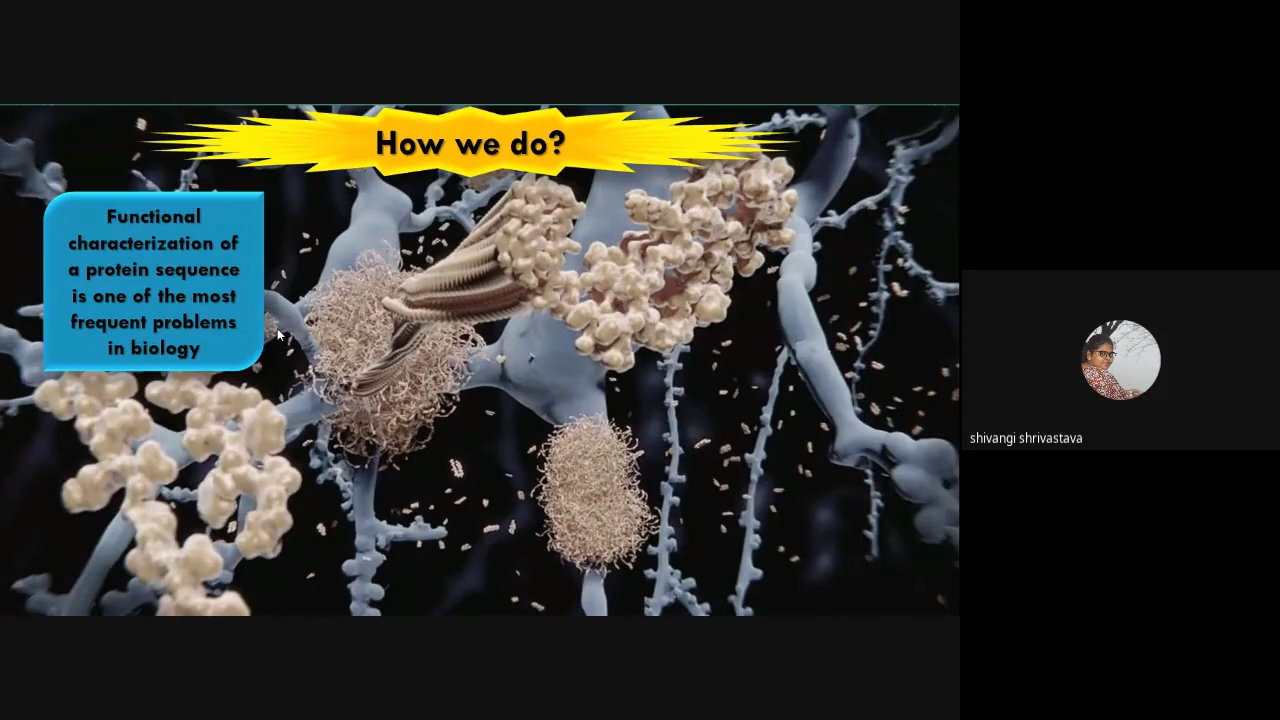 How we do?
Functional
characterization of
a protein sequence
is one of the most
frequent problems
in biology
shivangi shrivastava